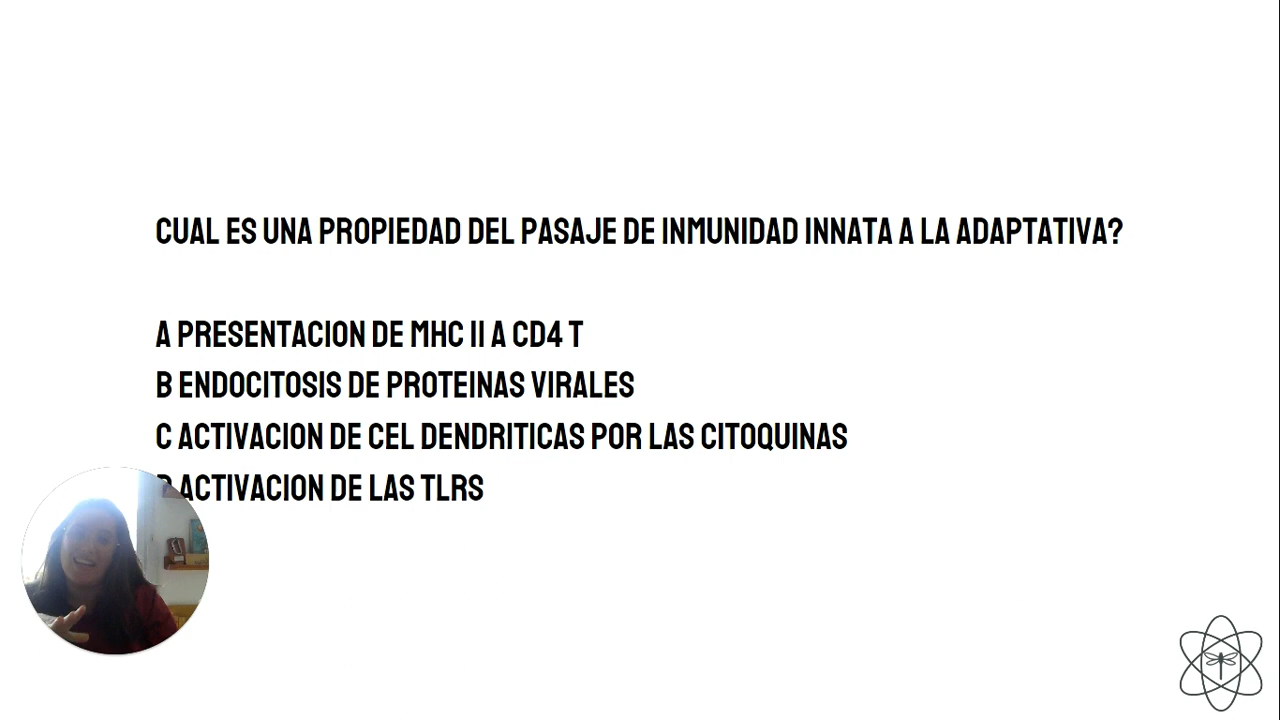 CUAL ES UNA PROPIEDAD DEL PASAJE DE INMUNIDAD INNATA A LA ADAPTATIVA?
A PRESENTACION DE MHC II A CD4 T
B ENDOCITOSIS DE PROTEINAS VIRALES
C ACTIVACION DE CEL DENDRITICAS POR LAS CITOQUINAS
D ACTIVACION DE LAS TLRS